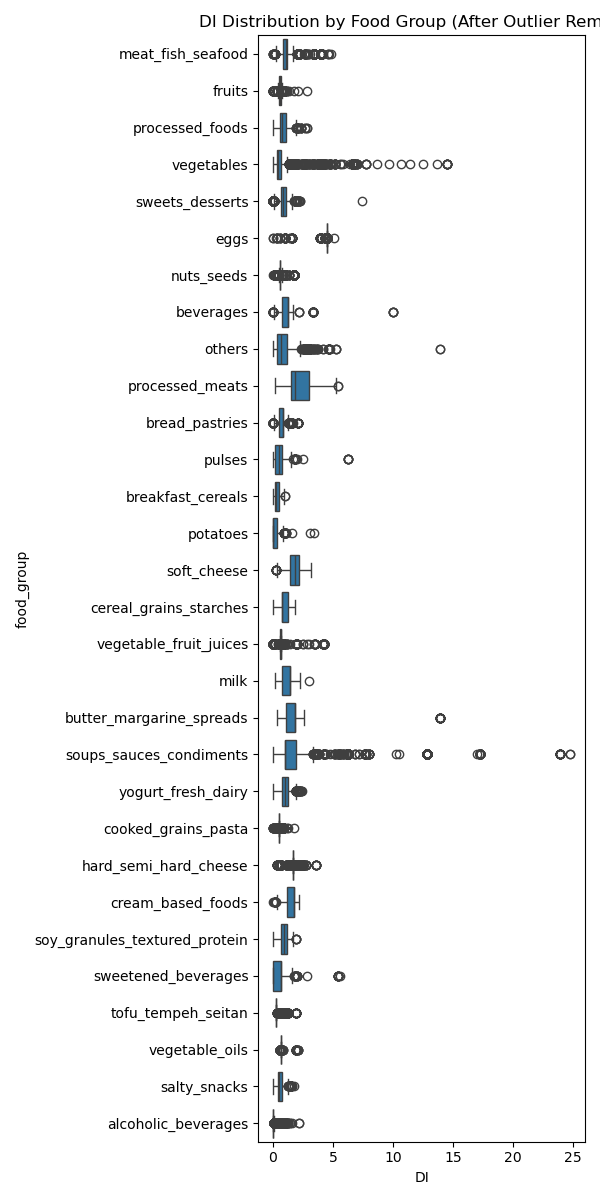 DI Distribution by Food Group (After Outlier Rem
meat_fish_seafood
fruits
processed_foods
vegetables
sweets_desserts
eggs
nuts_seeds
beverages
others
processed_meats
bread_pastries
pulses
breakfast_cereals
potatoes
soft_cheese
cereal_grains_starches
vegetable_fruit_juices
milk
butter_margarine_spreads
soups_sauces_condiments
yogurt_fresh_dairy
cooked_grains_pasta
hard_semi_hard_cheese
cream_based_foods
soy_granules_textured_protein
sweetened_beverages
tofu_tempeh_seitan
vegetable_oils
salty_snacks
alcoholic_beverages
food_group
0 5 10 15 20 25
DI